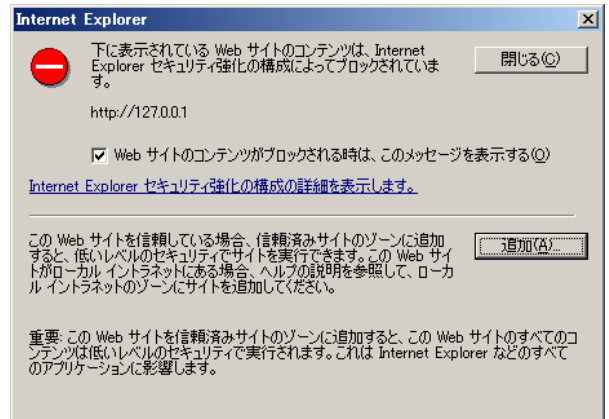 Internet Explorer
下に表示されている Web サイトのコンテンツは、Internet
Explorer セキュリティ強化の構成によってブロックされていま
す。
閉じる(C)
http://127.0.0.1
Web サイトのコンテンツがブロックされる時は、このメッセージを表示する(O)
Internet Explorer セキュリティ強化の構成の詳細を表示します。
この Web サイトを信頼している場合、信頼済みサイトのゾーンに追加
すると、低いレベルのセキュリティでサイトを実行できます。この Web サイ
トがローカル イントラネットにある場合、ヘルプの説明を参照して、ローカ
ル イントラネットのゾーンにサイトを追加してください。
追加(A)...
重要: この Web サイトを信頼済みサイトのゾーンに追加すると、この Web サイトのすべてのコ
ンテンツは低いレベルのセキュリティで実行されます。これは Internet Explorer などのすべて
のアプリケーションに影響します。